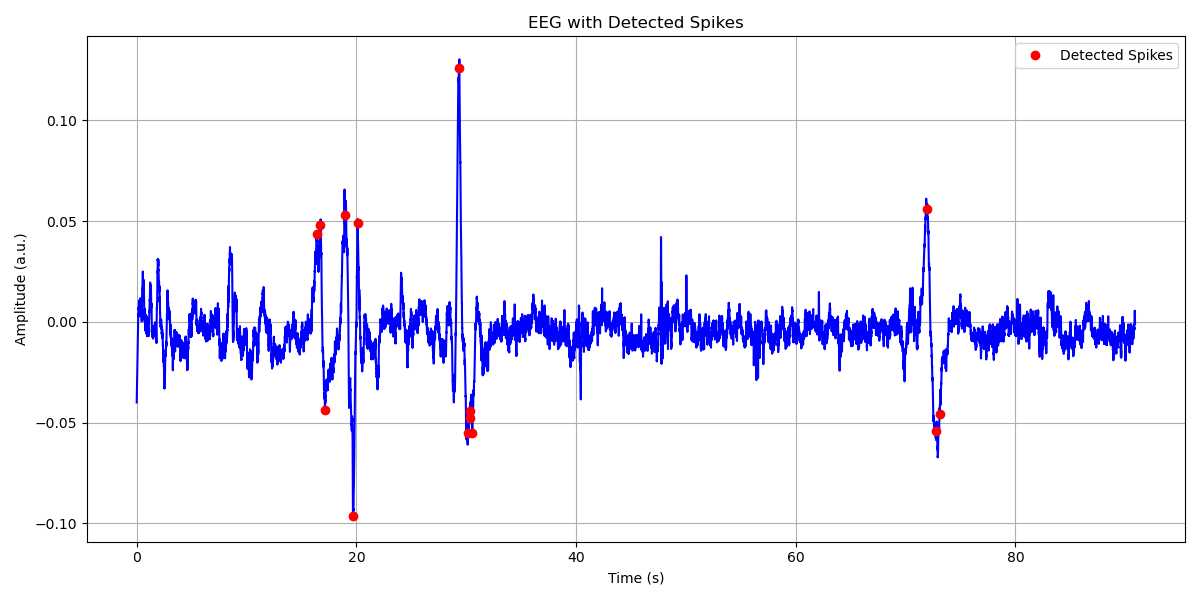 EEG with Detected Spikes
Detected Spikes
Amplitude (a.u.)
0.10
0.05
0.00
−0.05
−0.10
0 20 40 60 80
Time (s)